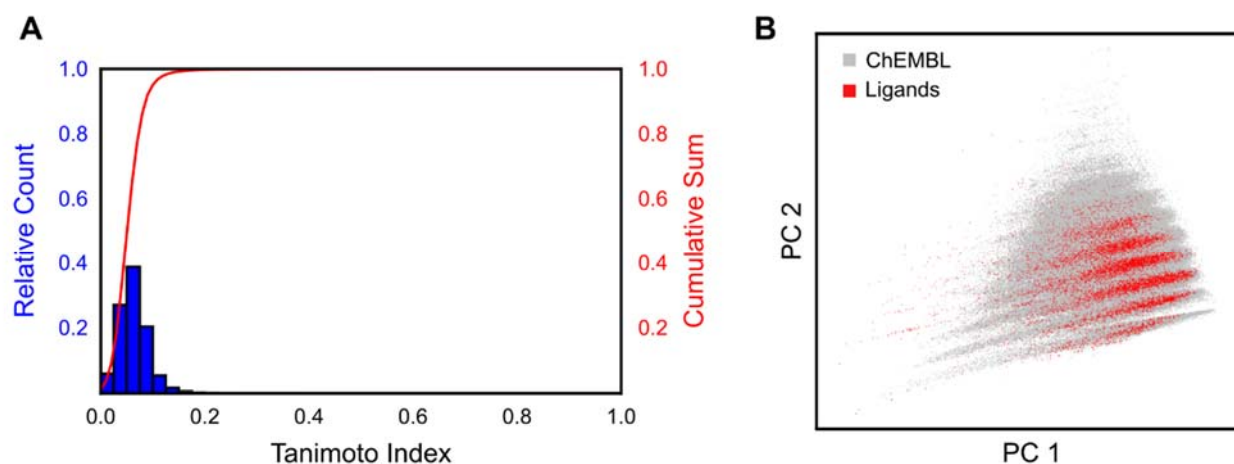 A
1.0
0.8
0.6
0.4
0.2
Relative Count
0.0 0.2 0.4 0.6 0.8 1.0
Tanimoto Index
1.0
0.8
0.6
0.4
0.2
Cumulative Sum
B
ChEMBL
Ligands
PC 2
PC 1